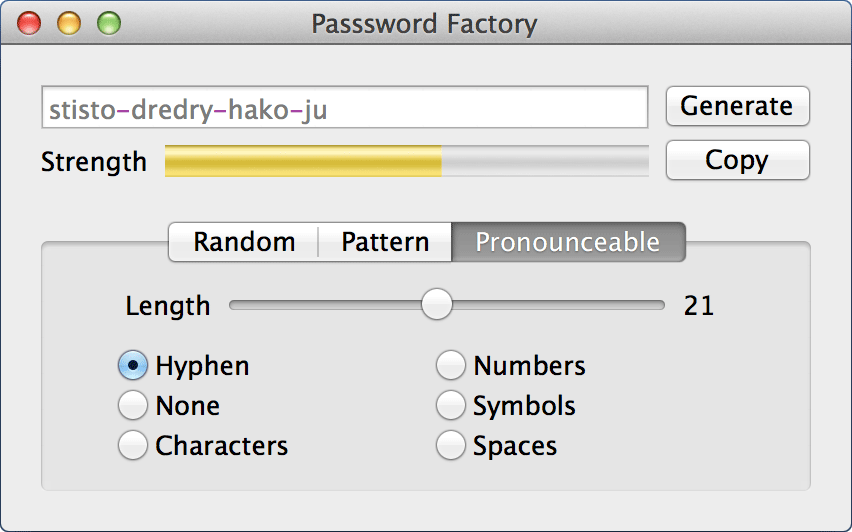 Passsword Factory
stisto-dredry-hako-ju
Generate
Strength
Copy
Random Pattern Pronounceable
Length 21
Hyphen Numbers
None Symbols
Characters Spaces